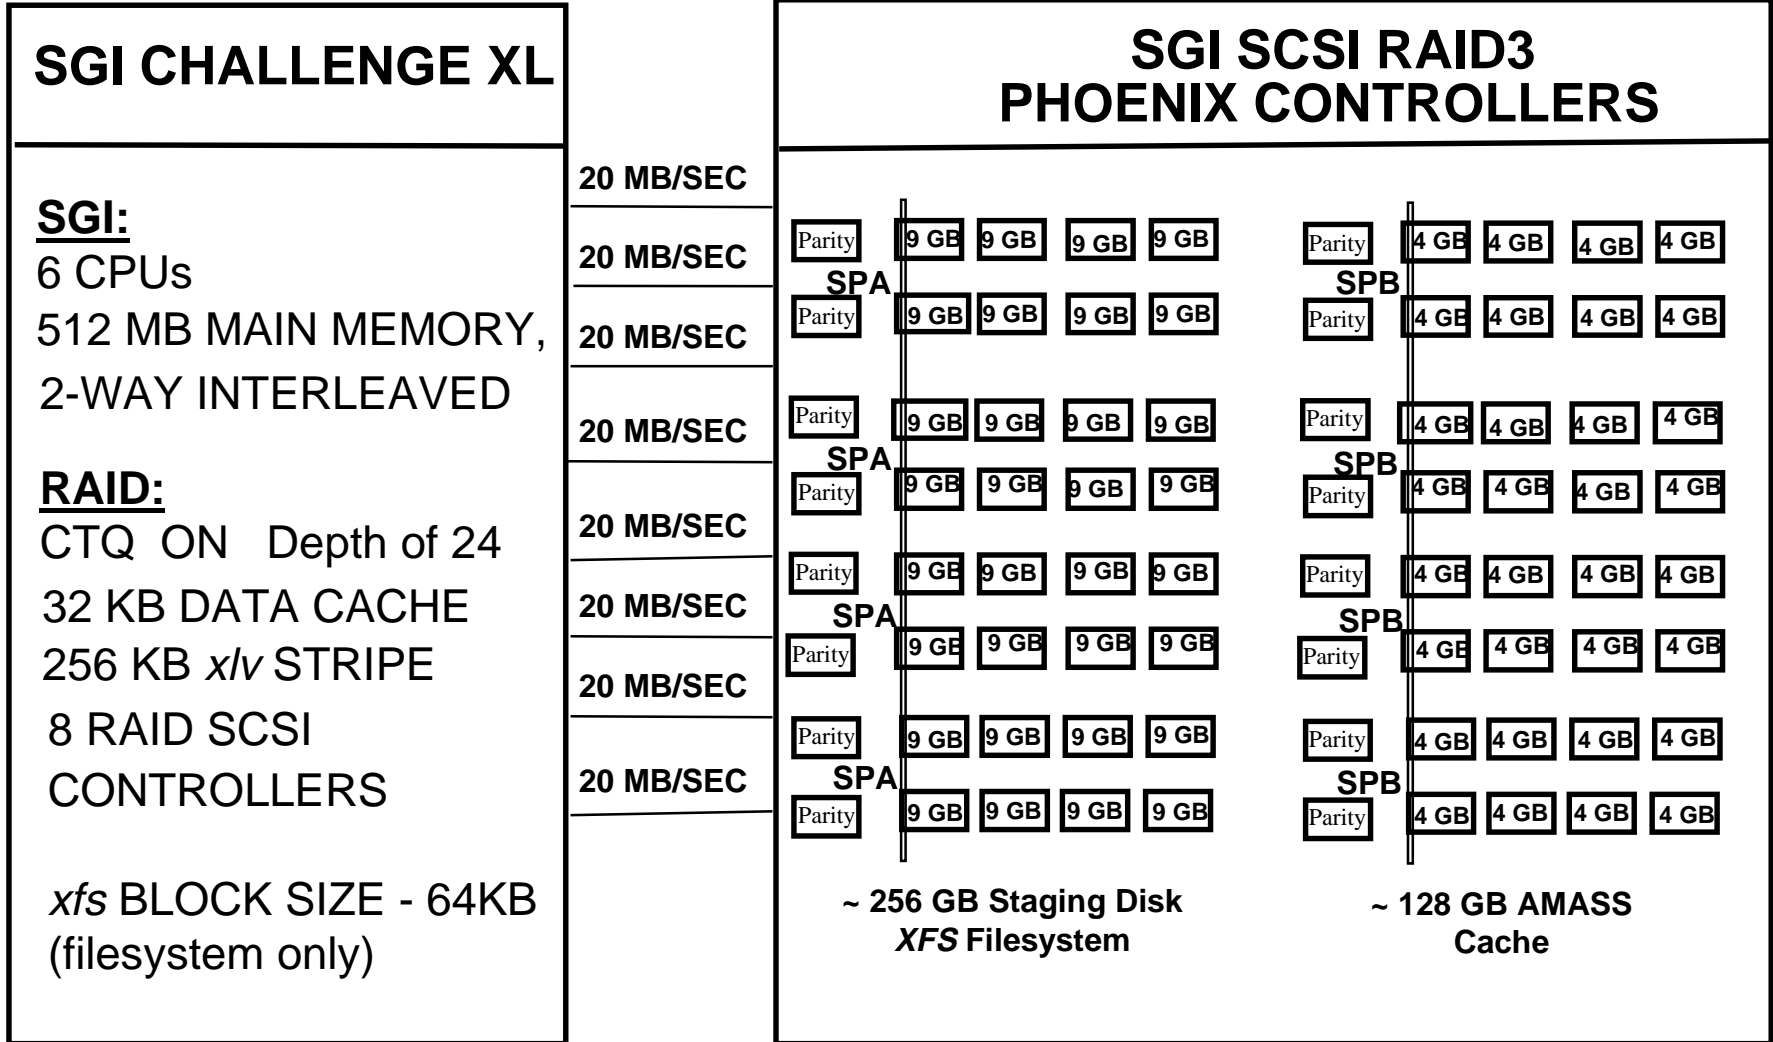 SGI CHALLENGE XL
SGI:
6 CPUs
512 MB MAIN MEMORY,
2-WAY INTERLEAVED
RAID:
CTQ ON Depth of 24
32 KB DATA CACHE
256 KB xlv STRIPE
8 RAID SCSI
CONTROLLERS
xfs BLOCK SIZE - 64KB
(filesystem only)
20 MB/SEC
20 MB/SEC
20 MB/SEC
20 MB/SEC
20 MB/SEC
20 MB/SEC
20 MB/SEC
20 MB/SEC
SGI SCSI RAID3
PHOENIX CONTROLLERS
Parity 9 GB 9 GB 9 GB 9 GB
SPA
Parity 9 GB 9 GB 9 GB 9 GB
Parity 9 GB 9 GB 9 GB 9 GB
SPA
Parity 9 GB 9 GB 9 GB 9 GB
Parity 9 GB 9 GB 9 GB 9 GB
SPA
Parity 9 GB 9 GB 9 GB 9 GB
Parity 9 GB 9 GB 9 GB 9 GB
SPA
Parity 9 GB 9 GB 9 GB 9 GB
~ 256 GB Staging Disk
XFS Filesystem
Parity 4 GB 4 GB 4 GB 4 GB
SPB
Parity 4 GB 4 GB 4 GB 4 GB
Parity 4 GB 4 GB 4 GB 4 GB
SPB
Parity 4 GB 4 GB 4 GB 4 GB
Parity 4 GB 4 GB 4 GB 4 GB
SPB
Parity 4 GB 4 GB 4 GB 4 GB
Parity 4 GB 4 GB 4 GB 4 GB
SPB
Parity 4 GB 4 GB 4 GB 4 GB
~ 128 GB AMASS
Cache